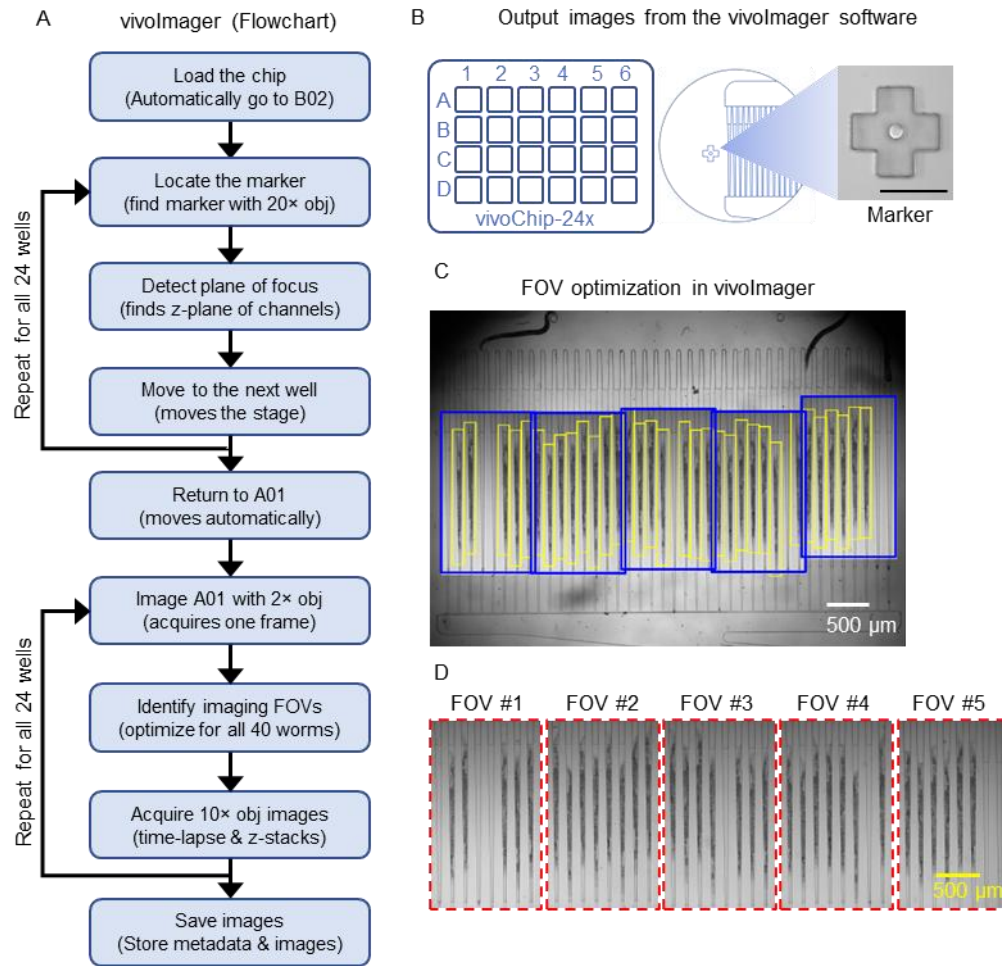 A
vivoImager (Flowchart)
Load the chip
(Automatically go to B02)
Locate the marker
(find marker with 20× obj)
Detect plane of focus
(finds z-plane of channels)
Move to the next well
(moves the stage)
Repeat for all 24 wells
Return to A01
(moves automatically)
Image A01 with 2× obj
(acquires one frame)
Identify imaging FOVs
(optimize for all 40 worms)
Acquire 10× obj images
(time-lapse & z-stacks)
Repeat for all 24 wells
Save images
(Store metadata & images)
B
Output images from the vivoImager software
1 2 3 4 5 6
A
B
C
D
vivoChip-24x
Marker
C
FOV optimization in vivoImager
500 µm
D
FOV #1 FOV #2 FOV #3 FOV #4 FOV #5
500 µm